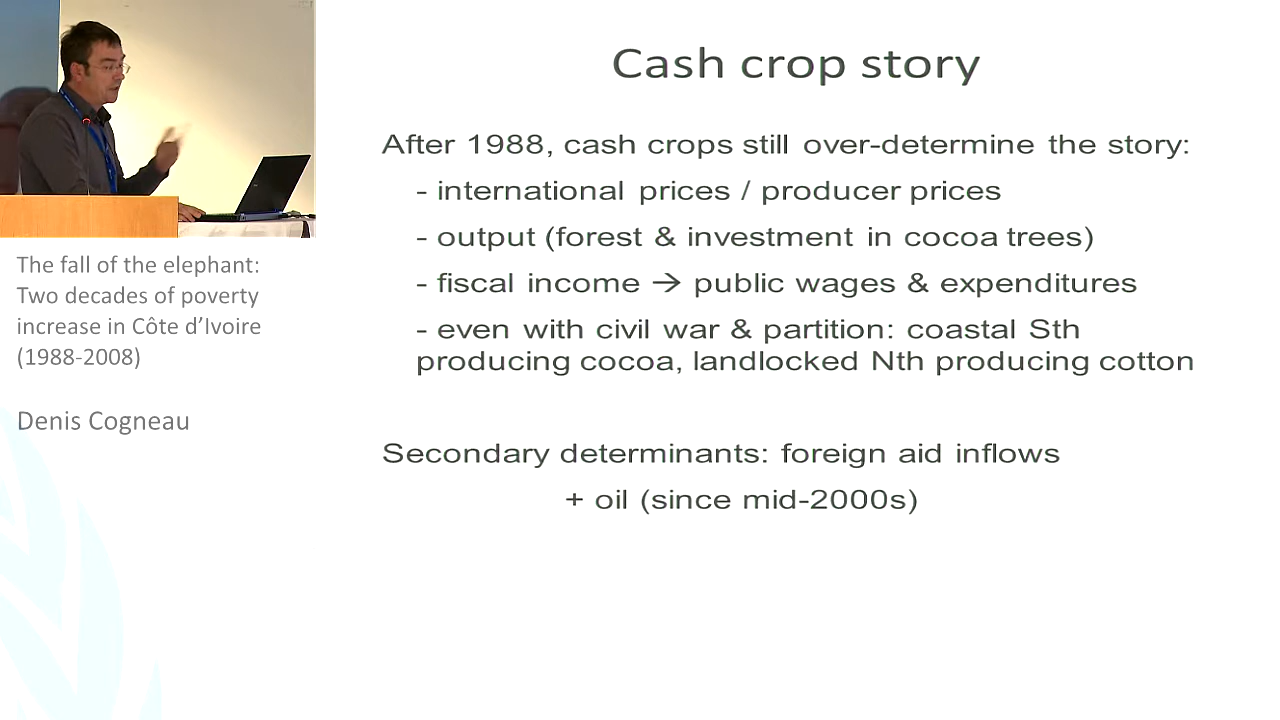 Cash crop story
After 1988, cash crops still over-determine the story:
- international prices / producer prices
- output (forest & investment in cocoa trees)
- fiscal income → public wages & expenditures
- even with civil war & partition: coastal Sth
producing cocoa, landlocked Nth producing cotton
Secondary determinants: foreign aid inflows
+ oil (since mid-2000s)
The fall of the elephant:
Two decades of poverty
increase in Côte d’Ivoire
(1988-2008)
Denis Cogneau